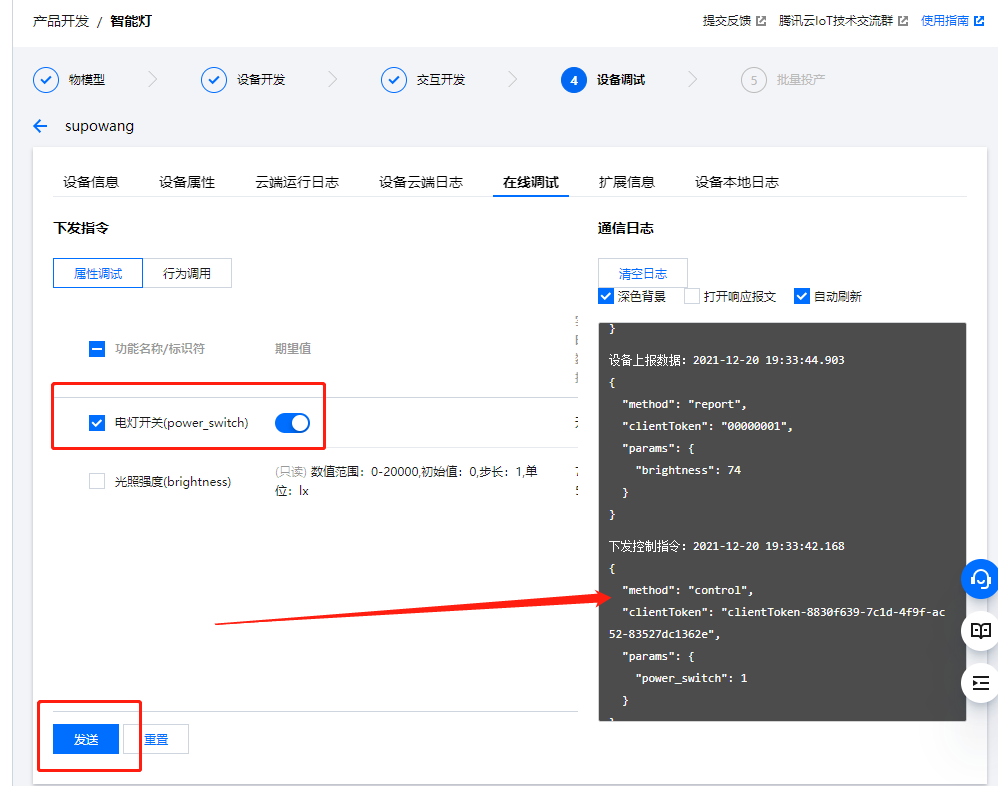 产品开发 / 智能灯
提交反馈 腾讯云IoT技术交流群 使用指南
物模型 设备开发 交互开发 4 设备调试 5 批量投产
supowang
设备信息 设备属性 云端运行日志 设备云端日志 在线调试 扩展信息 设备本地日志
下发指令
属性调试 行为调用
功能名称/标识符 期望值
电灯开关(power_switch)
光照强度(brightness) (只读) 数值范围：0-20000,初始值：0,步长：1,单
位：lx
发送 重置
通信日志
清空日志
深色背景 打开响应报文 自动刷新
}
设备上报数据: 2021-12-20 19:33:44.903
{
"method": "report",
"clientToken": "00000001",
"params": {
"brightness": 74
}
}
下发控制指令: 2021-12-20 19:33:42.168
{
"method": "control",
"clientToken": "clientToken-8830f639-7c1d-4f9f-ac
52-83527dc1362e",
"params": {
"power_switch": 1
}